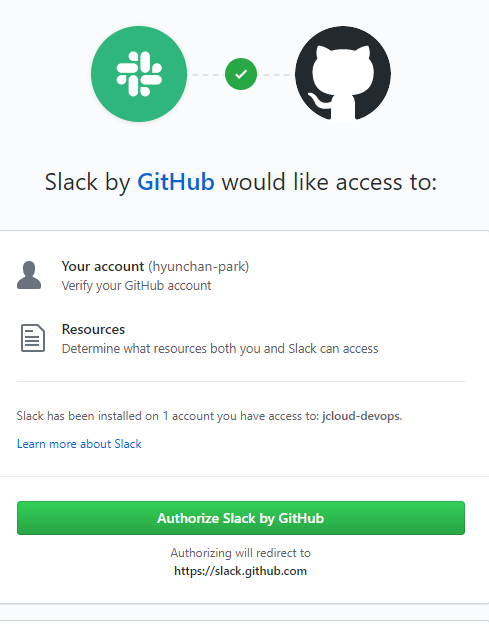 Slack by GitHub would like access to:
Your account (hyunchan-park)
Verify your GitHub account
Resources
Determine what resources both you and Slack can access
Slack has been installed on 1 account you have access to: jcloud-devops.
Learn more about Slack
Authorize Slack by GitHub
Authorizing will redirect to
https://slack.github.com